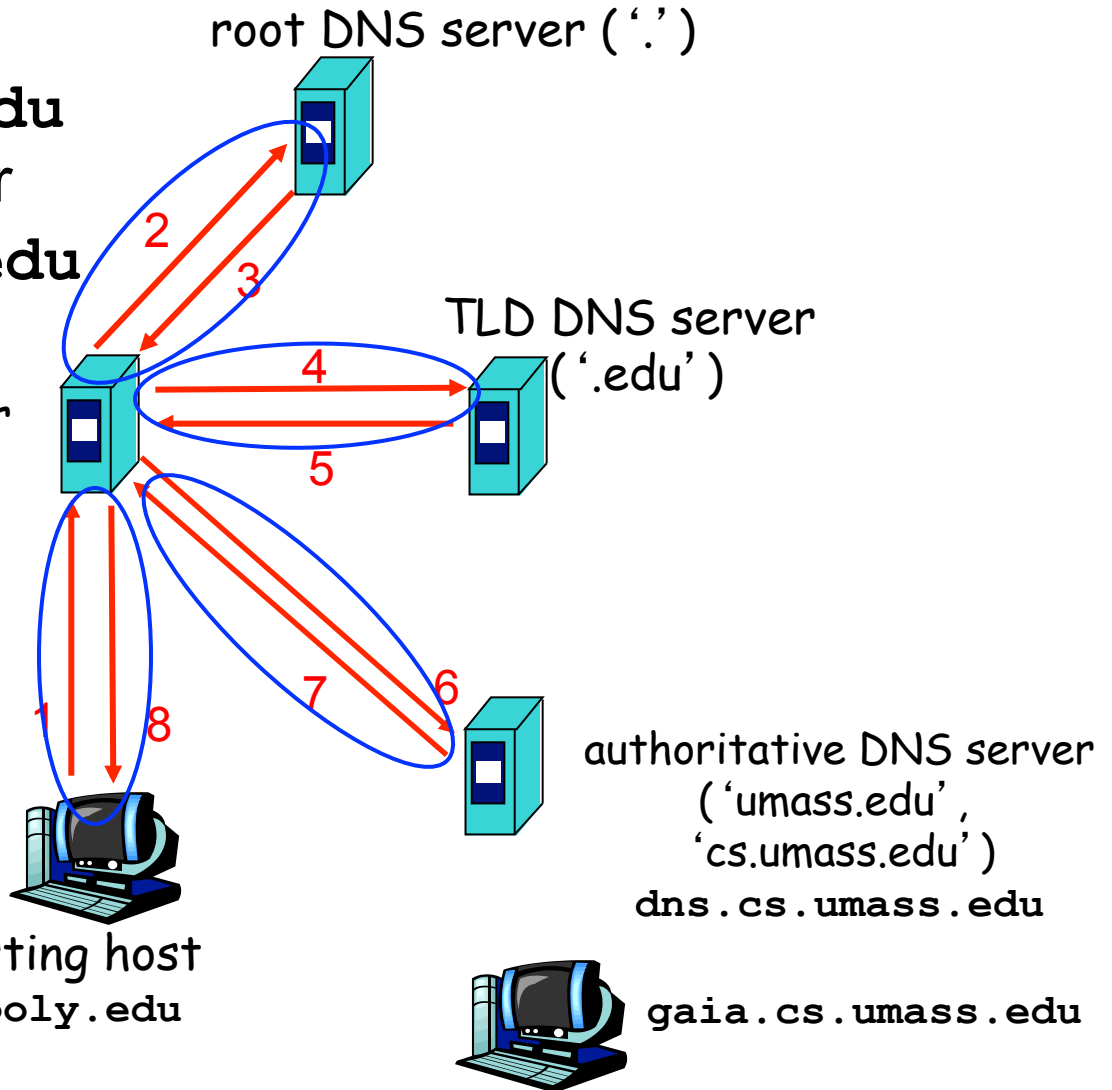 root DNS server (‘.’)
du
r
edu
2
3
TLD DNS server
(‘.edu’)
4
r
5
6
7
1
8
authoritative DNS server
(‘umass.edu’,
‘cs.umass.edu’)
dns.cs.umass.edu
ting host
poly.edu
gaia.cs.umass.edu